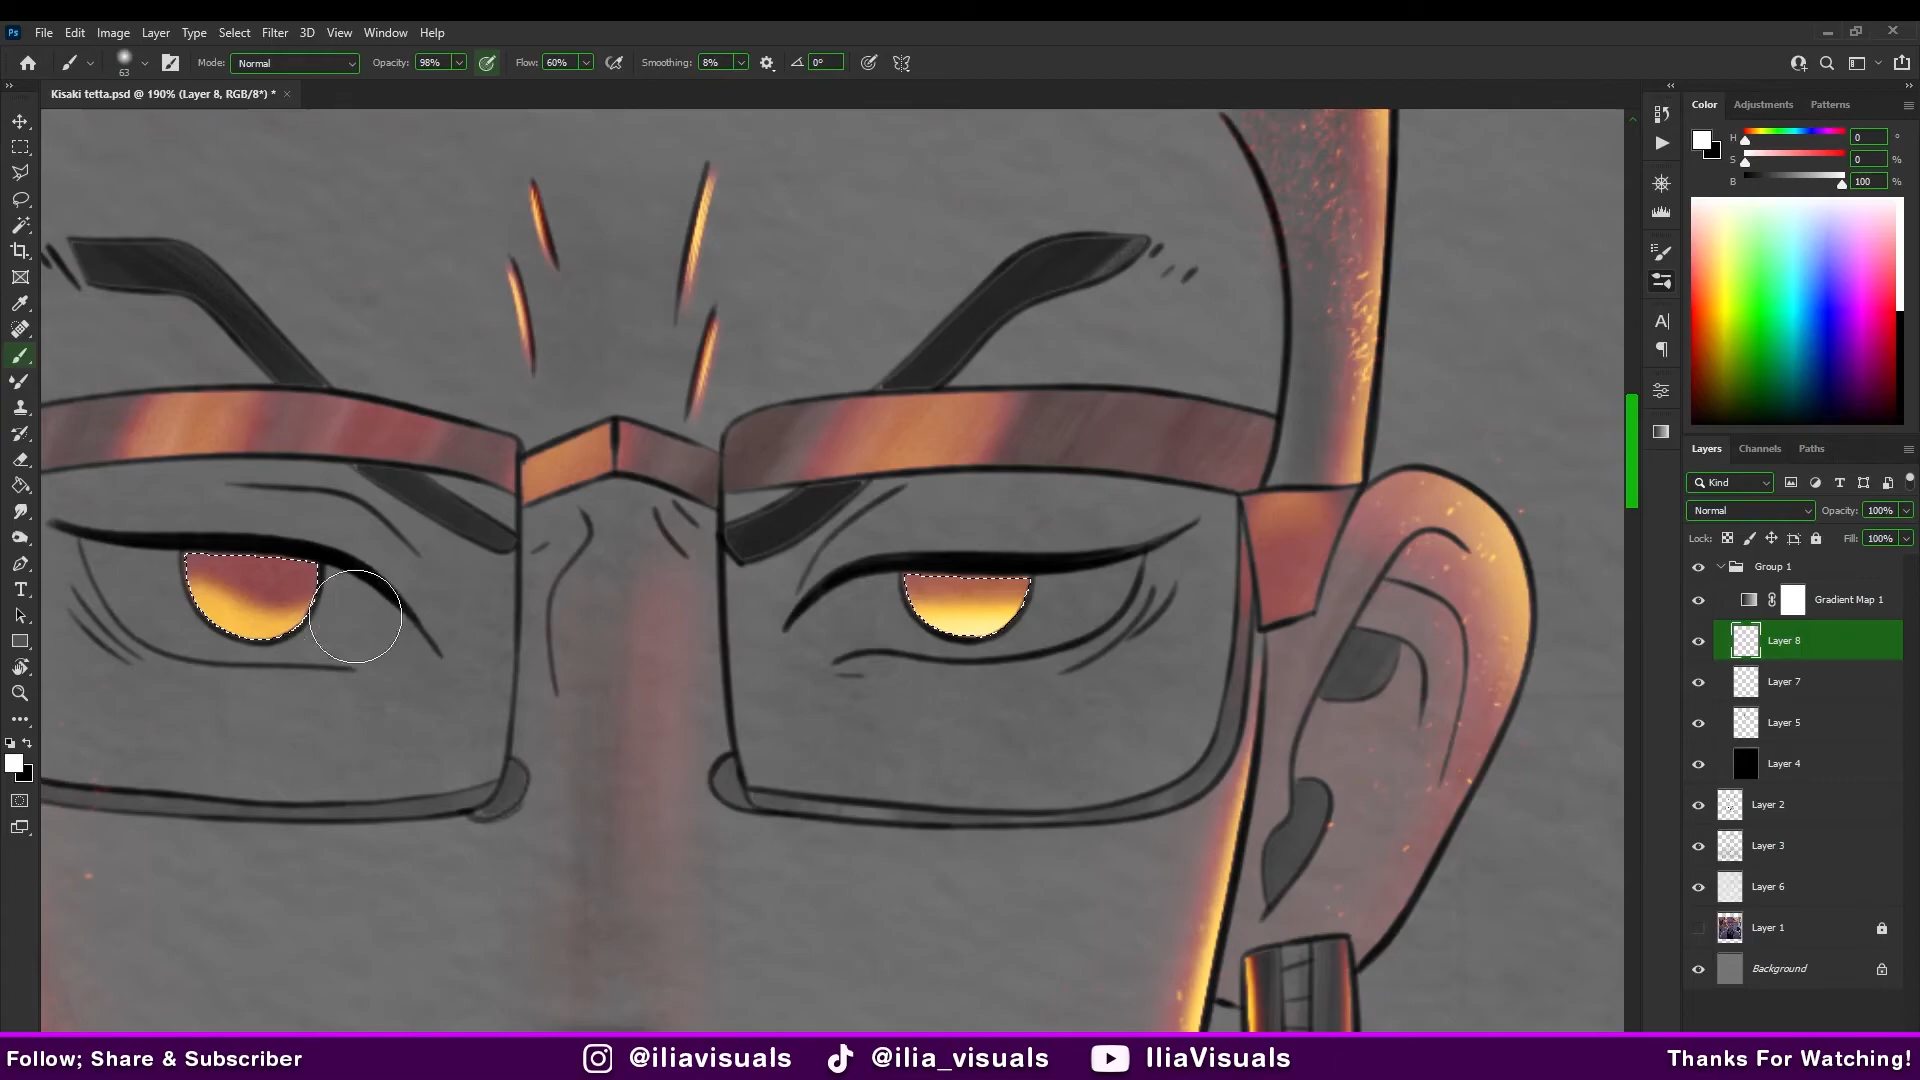 Ps File Edit Image Layer Type Select Filter 3D View Window Help
63 Mode: Normal Opacity: 98% Flow: 60% Smoothing: 8% 0°
Kisaki tetta.psd @ 190% (Layer 8, RGB/8*) * ×
Color Adjustments Patterns
H 0 °
S 0 %
B 100 %
Layers Channels Paths
Kind
Normal Opacity: 100%
Lock: Fill: 100%
Group 1
Gradient Map 1
Layer 8
Layer 7
Layer 5
Layer 4
Layer 2
Layer 3
Layer 6
Layer 1
Background
Follow; Share & Subscriber @iliavisuals @ilia_visuals IliaVisuals Thanks For Watching!